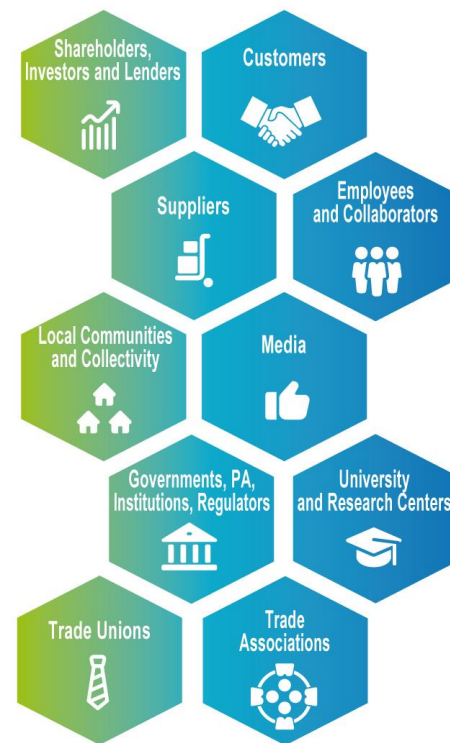 Shareholders,
Investors and Lenders
Customers
Suppliers
Employees
and Collaborators
Local Communities
and Collectivity
Media
Governments, PA,
Institutions, Regulators
University
and Research Centers
Trade Unions
Trade
Associations